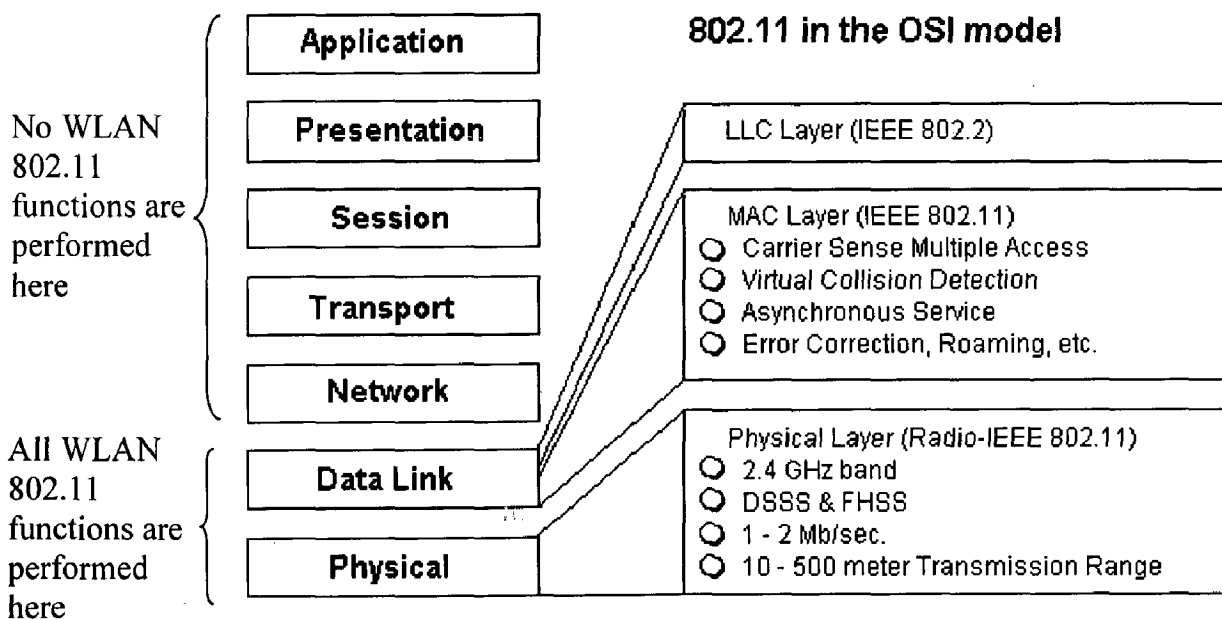 802.11 in the OSI model
No WLAN
802.11
functions are
performed
here
All WLAN
802.11
functions are
performed
here
Application
Presentation
Session
Transport
Network
Data Link
Physical
LLC Layer (IEEE 802.2)
MAC Layer (IEEE 802.11)
Carrier Sense Multiple Access
Virtual Collision Detection
Asynchronous Service
Error Correction, Roaming, etc.
Physical Layer (Radio-IEEE 802.11)
2.4 GHz band
DSSS & FHSS
1 - 2 Mb/sec.
10 - 500 meter Transmission Range